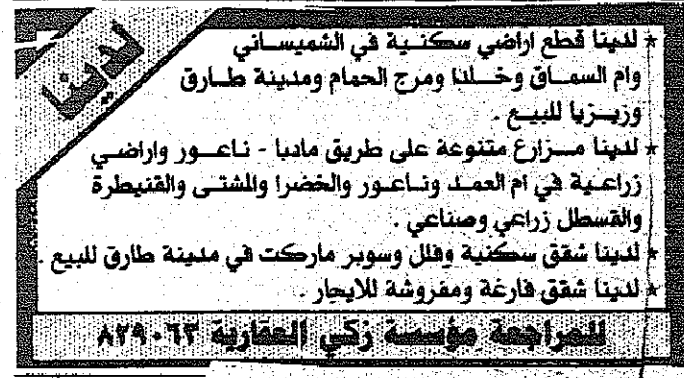 لدينا
* لدينا قطع اراضي سكنية في الشميساني
وام السماق وخلدا ومرج الحمام ومدينة طارق
وزيزيا للبيع .
* لدينا مزارع متنوعة على طريق مادبا - ناعور واراضي
زراعية في ام العمد وناعور والخضرا والمشتى والقنيطرة
والقسطل زراعي وصناعي .
* لدينا شقق سكنية وفلل وسوبر ماركت في مدينة طارق للبيع .
* لدينا شقق فارغة ومفروشة للايجار .
للمراجعة مؤسسة زكي العقارية ٨٢٩٠٦٣